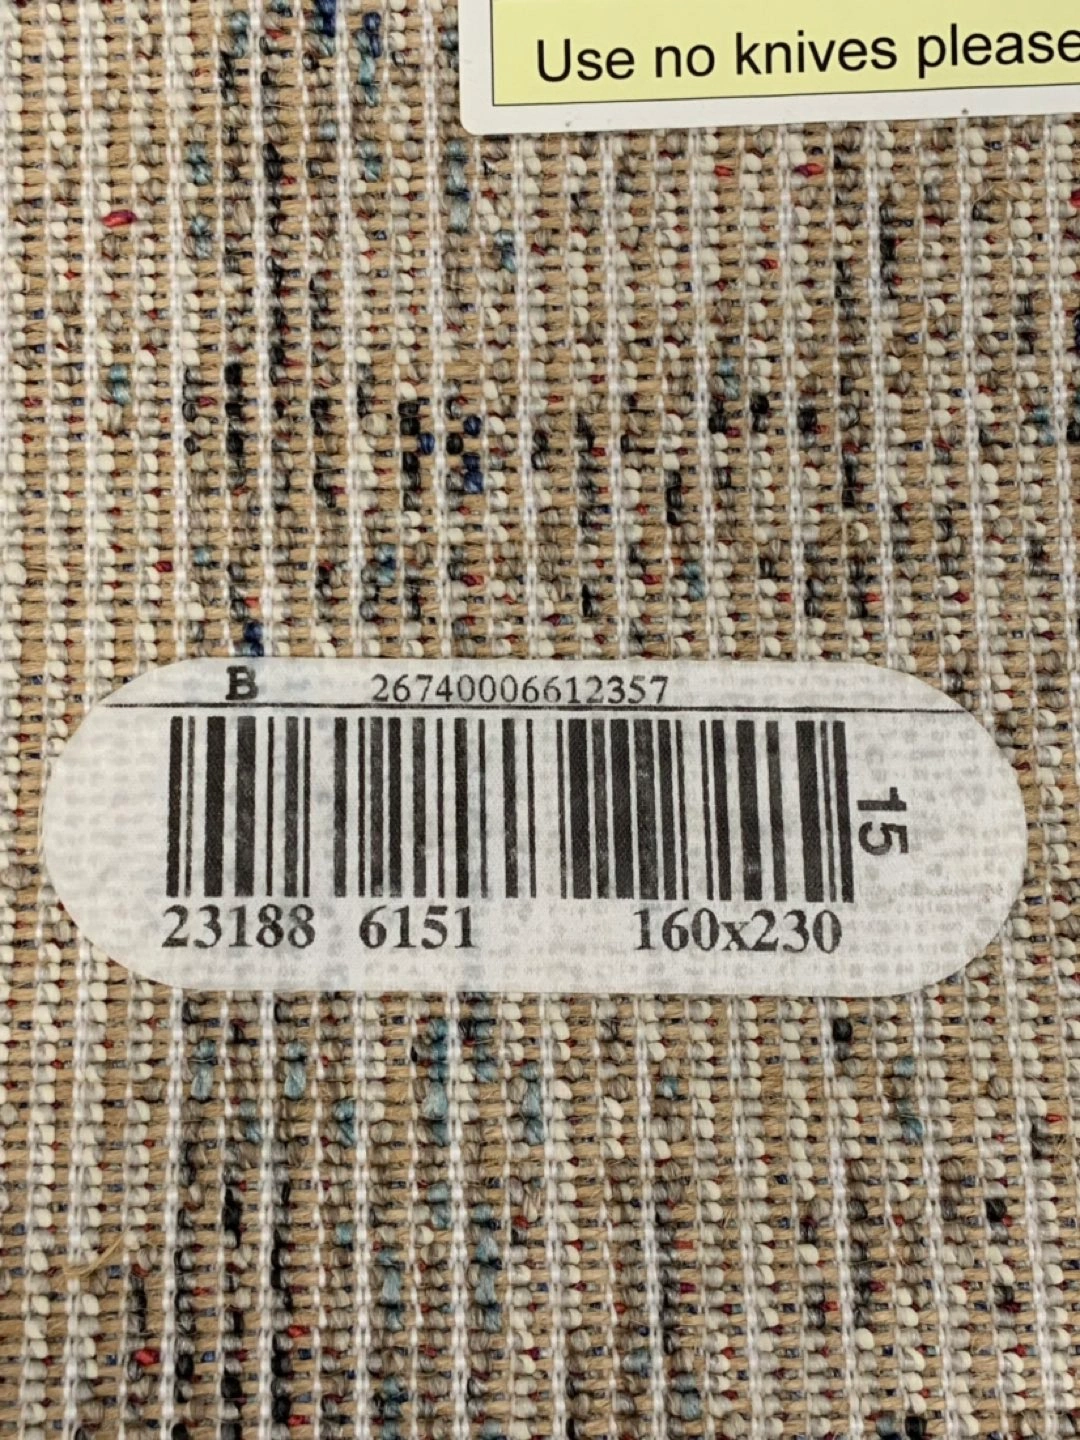 Use no knives please
B 26740006612357
15
23188 6151 160x230